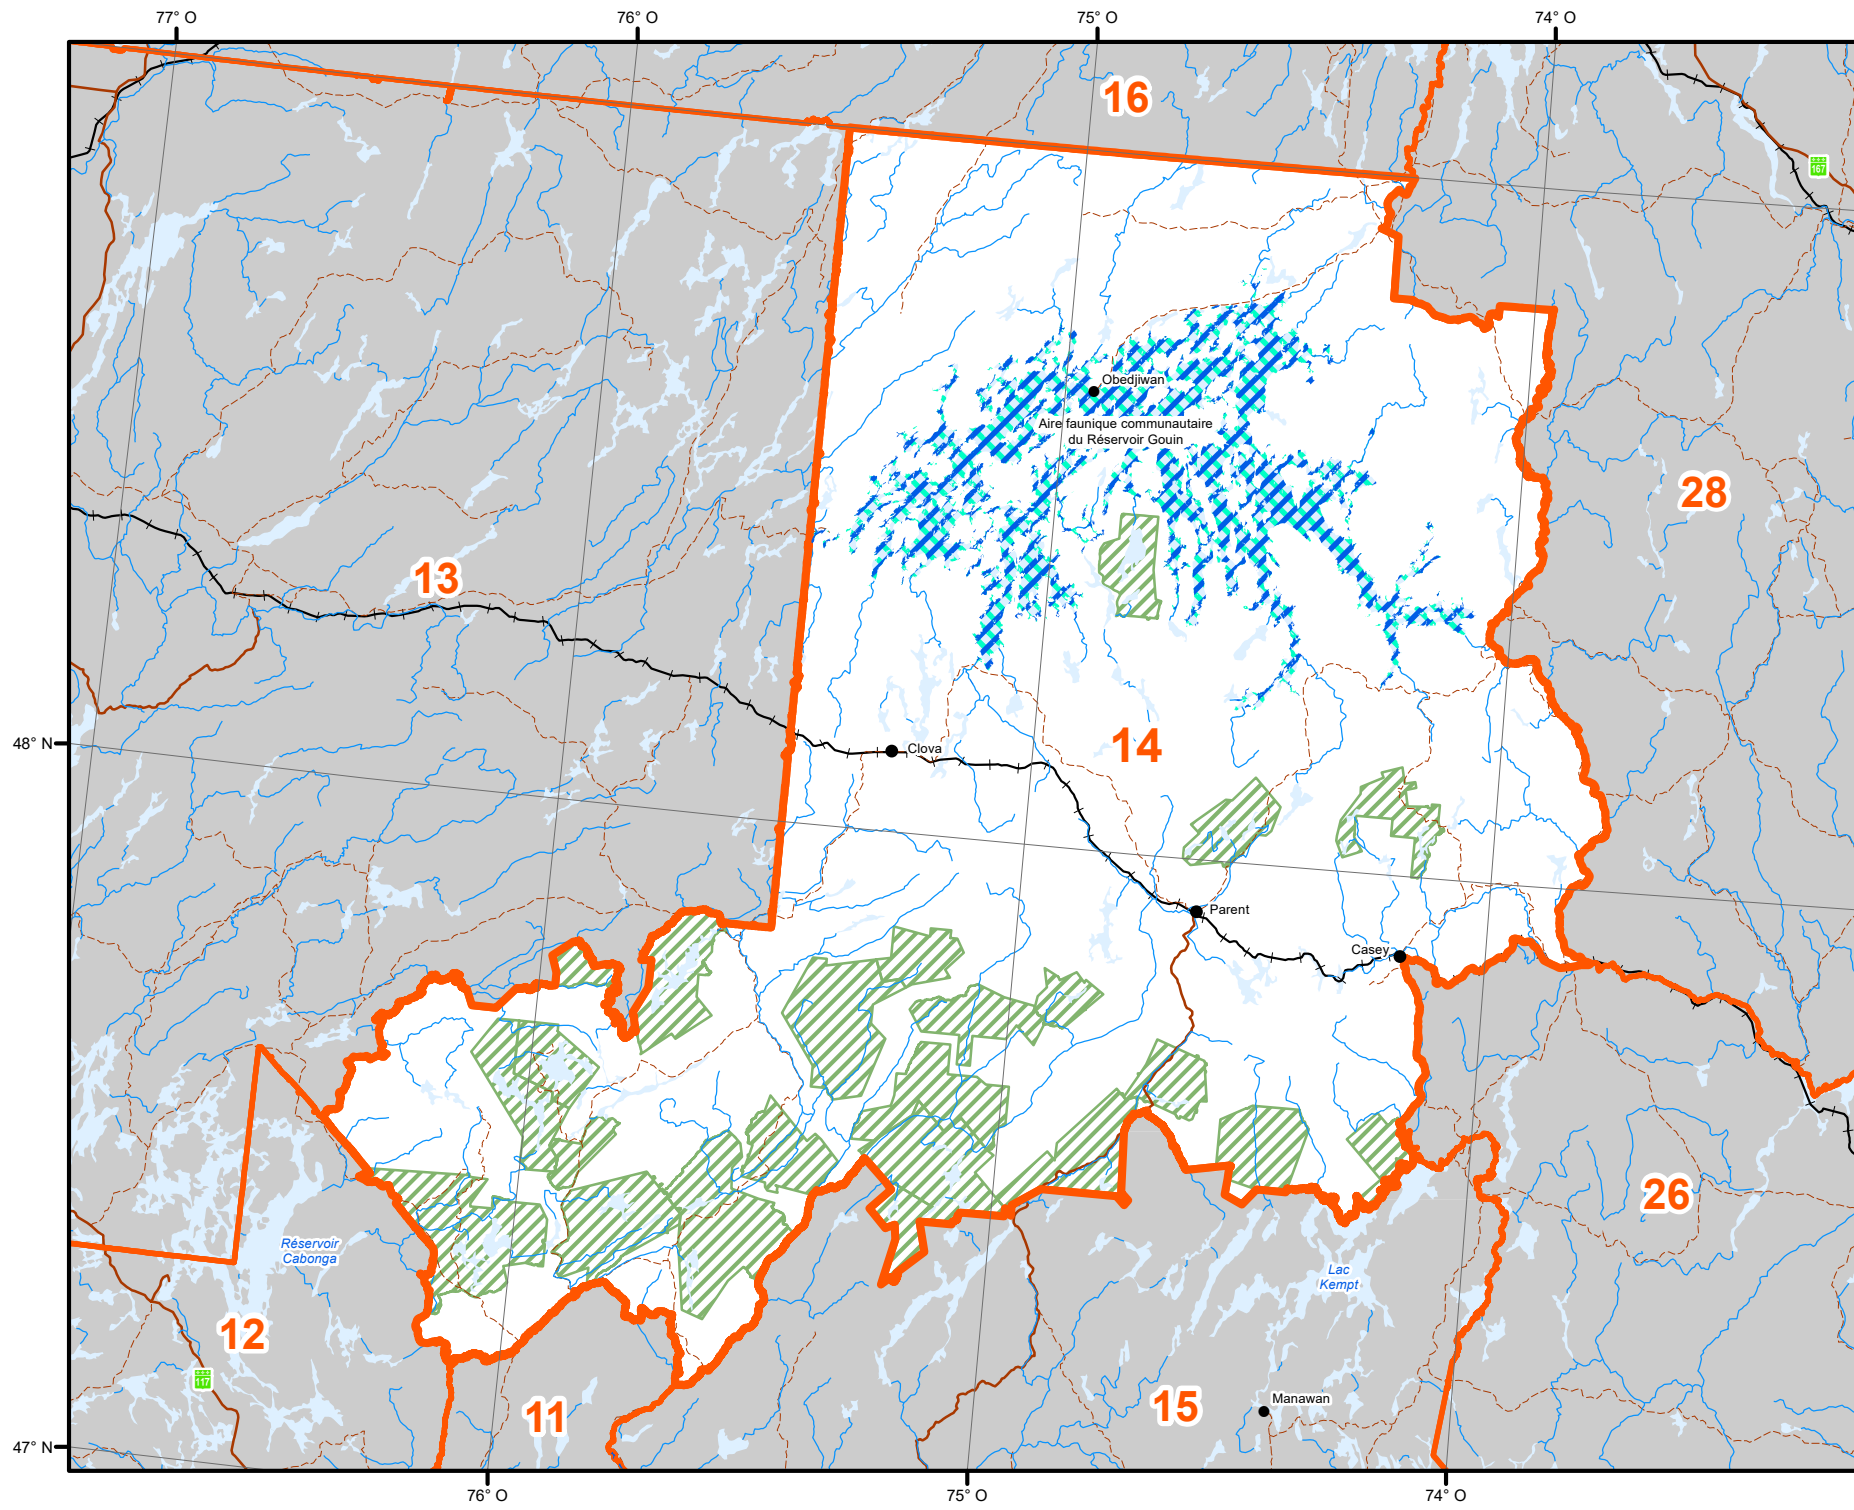 77° O
76° O
75° O
74° O
16
167
Obedjiwan
Aire faunique communautaire
du Réservoir Gouin
28
13
48° N
Clova
14
Parent
Casey
26
Réservoir
Cabonga
Lac
Kempt
12
117
11
15
Manawan
47° N
76° O
75° O
74° O